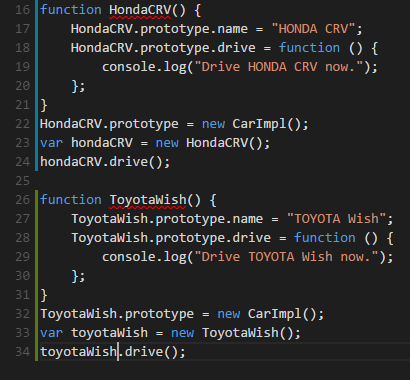 16 function HondaCRV() {
17     HondaCRV.prototype.name = "HONDA CRV";
18     HondaCRV.prototype.drive = function () {
19         console.log("Drive HONDA CRV now.");
20     };
21 }
22 HondaCRV.prototype = new CarImpl();
23 var hondaCRV = new HondaCRV();
24 hondaCRV.drive();
25
26 function ToyotaWish() {
27     ToyotaWish.prototype.name = "TOYOTA Wish";
28     ToyotaWish.prototype.drive = function () {
29         console.log("Drive TOYOTA Wish now.");
30     };
31 }
32 ToyotaWish.prototype = new CarImpl();
33 var toyotaWish = new ToyotaWish();
34 toyotaWish.drive();